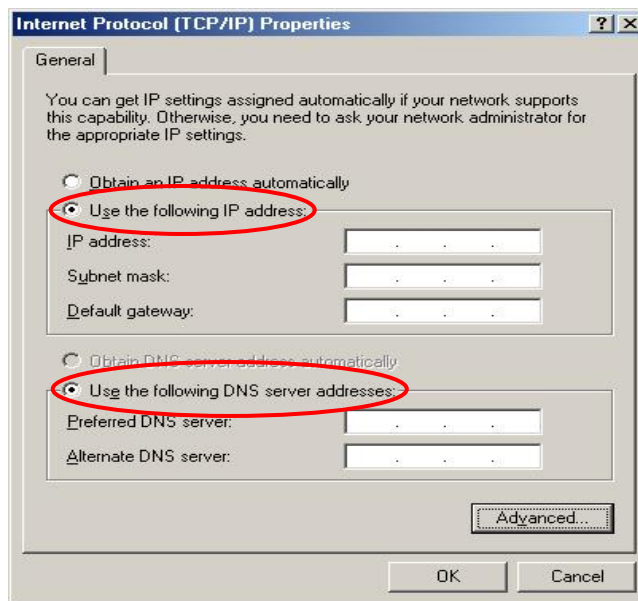 Internet Protocol (TCP/IP) Properties
General
You can get IP settings assigned automatically if your network supports
this capability. Otherwise, you need to ask your network administrator for
the appropriate IP settings.
Obtain an IP address automatically
Use the following IP address:
IP address:
Subnet mask:
Default gateway:
Obtain DNS server address automatically
Use the following DNS server addresses:
Preferred DNS server:
Alternate DNS server:
Advanced...
OK Cancel